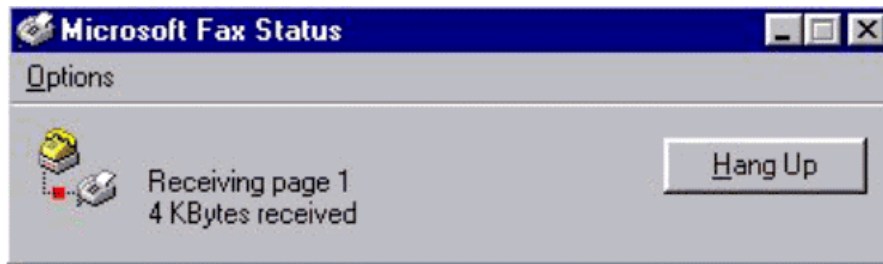 Microsoft Fax Status
Options
Hang Up
Receiving page 1
4 KBytes received